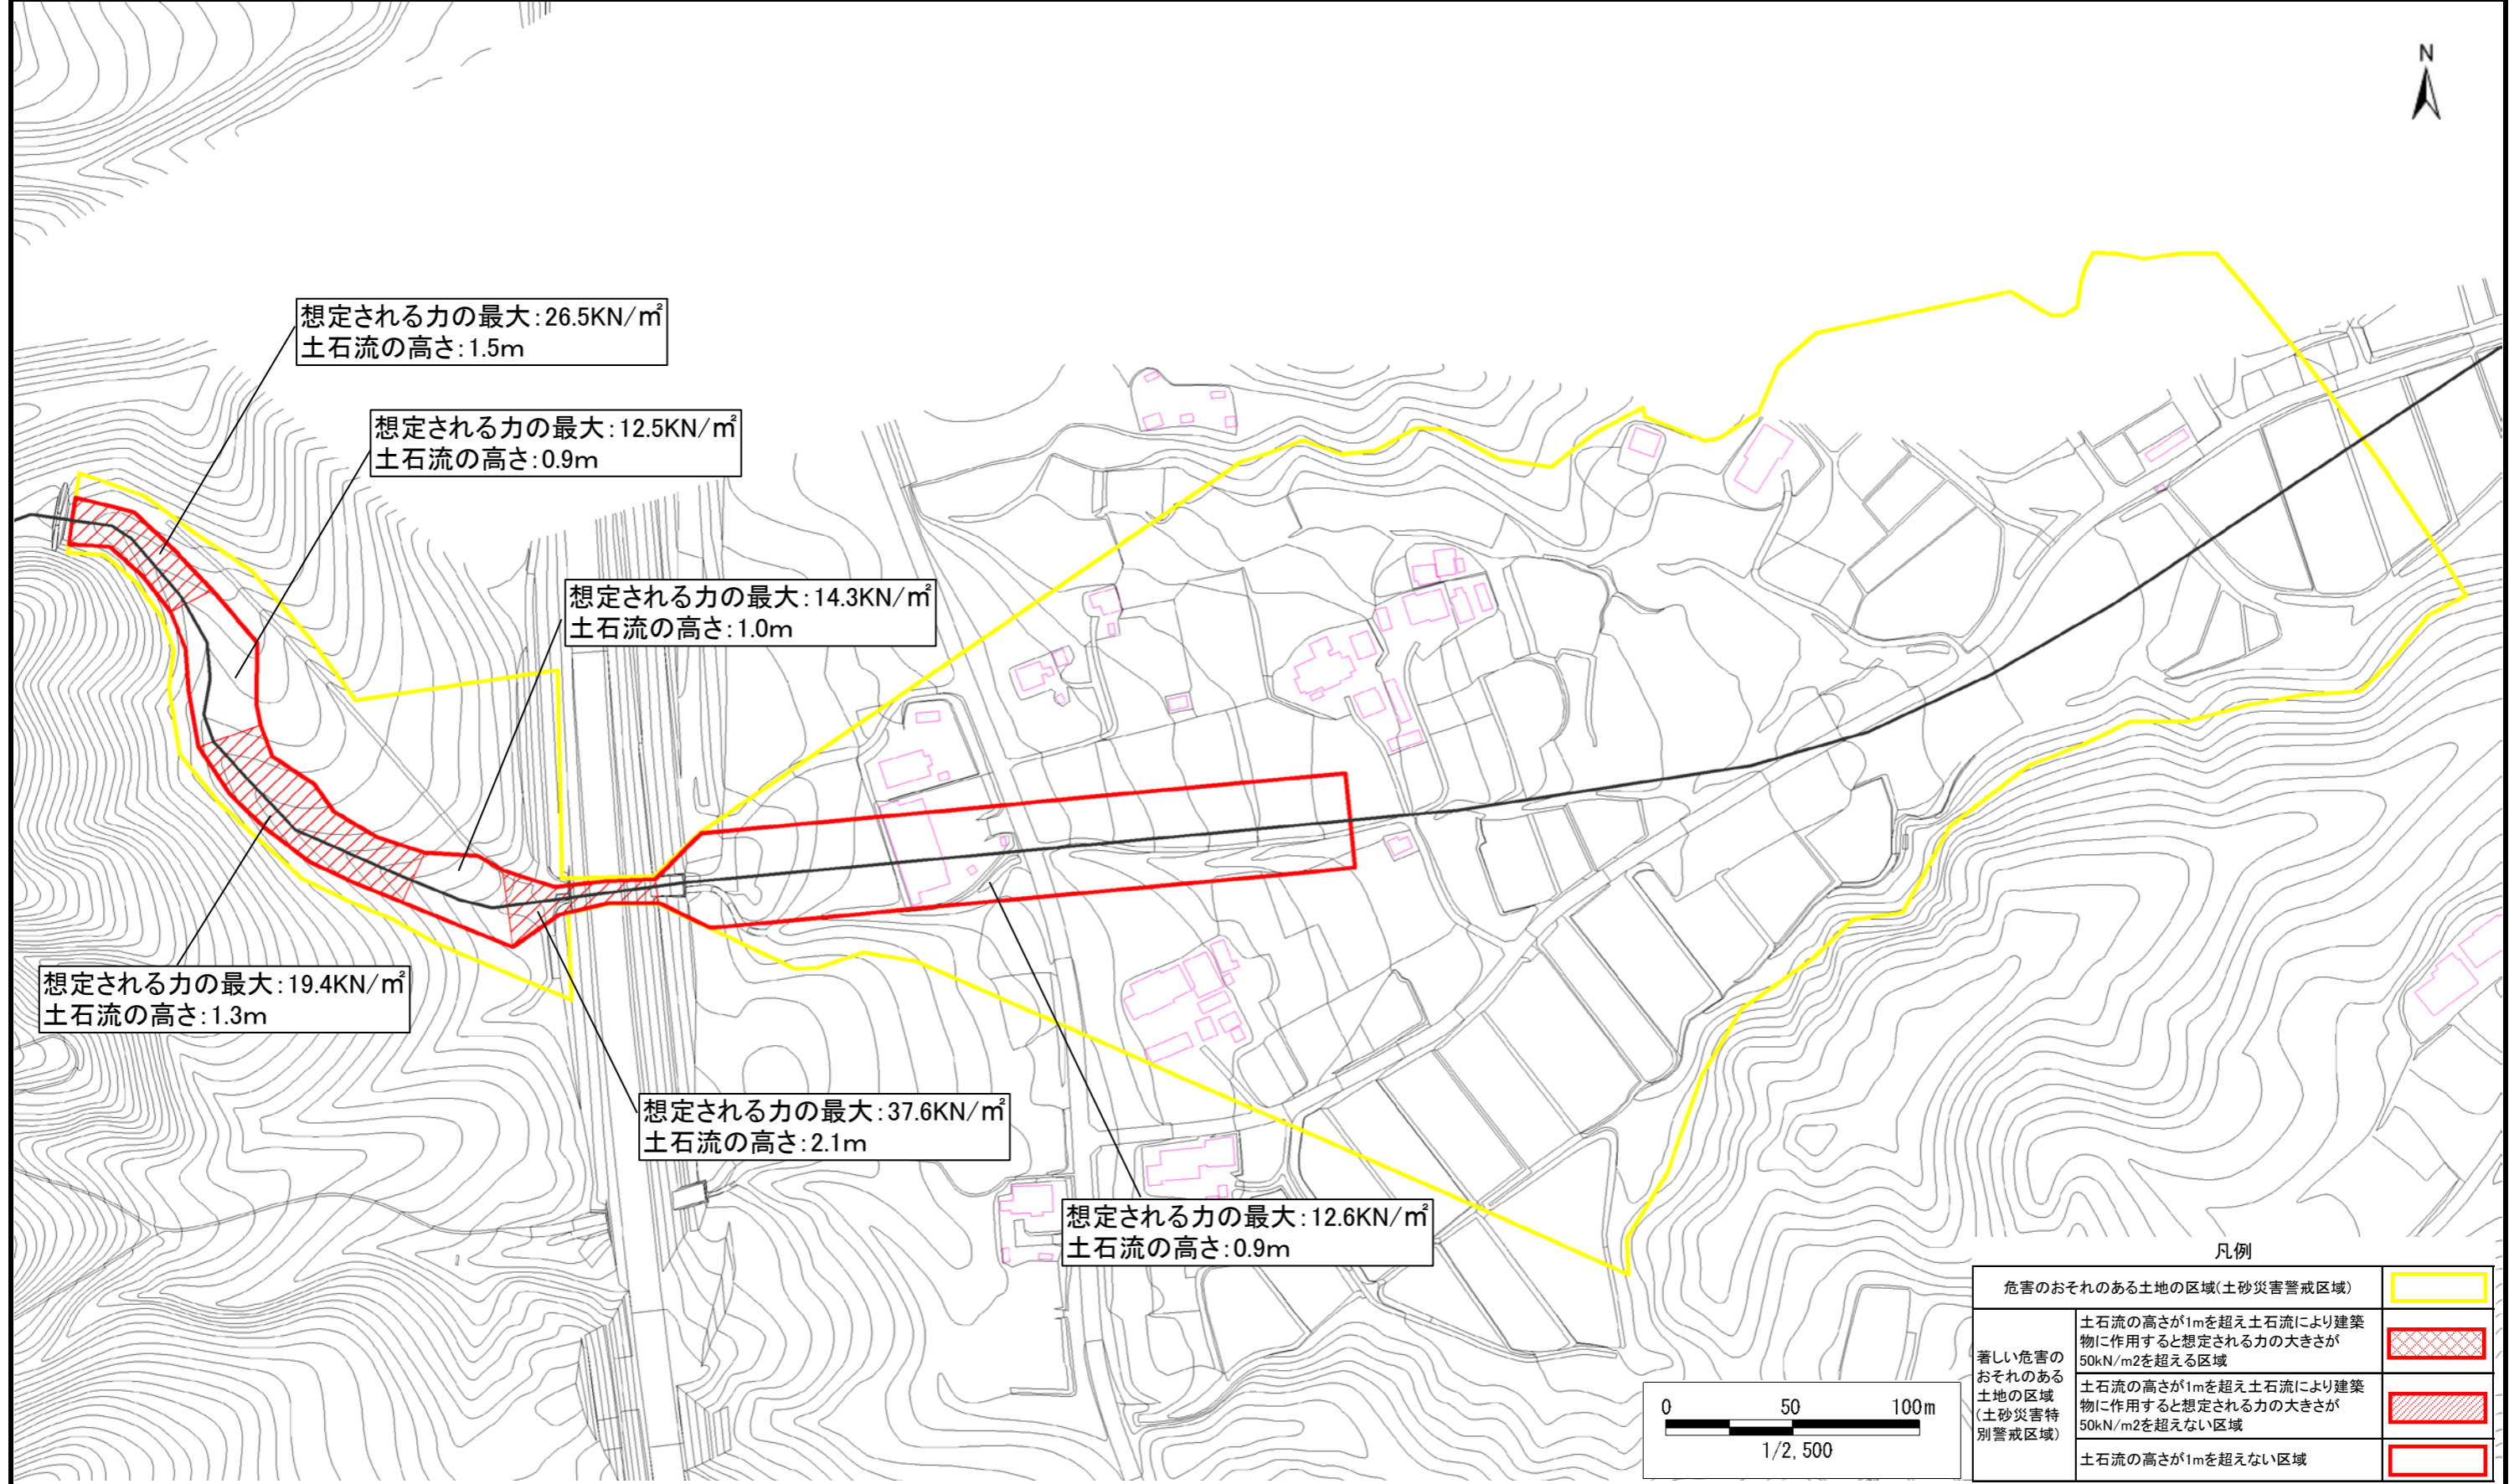 N
想定される力の最大:26.5KN/㎡
土石流の高さ:1.5m
想定される力の最大:12.5KN/㎡
土石流の高さ:0.9m
想定される力の最大:14.3KN/㎡
土石流の高さ:1.0m
想定される力の最大:19.4KN/㎡
土石流の高さ:1.3m
想定される力の最大:37.6KN/㎡
土石流の高さ:2.1m
想定される力の最大:12.6KN/㎡
土石流の高さ:0.9m
0 50 100m
1/2,500
凡例
危害のおそれのある土地の区域(土砂災害警戒区域)
著しい危害の
おそれのある
土地の区域
(土砂災害特
別警戒区域)
土石流の高さが1mを超え土石流により建築
物に作用すると想定される力の大きさが
50kN/m2を超える区域
土石流の高さが1mを超え土石流により建築
物に作用すると想定される力の大きさが
50kN/m2を超えない区域
土石流の高さが1mを超えない区域